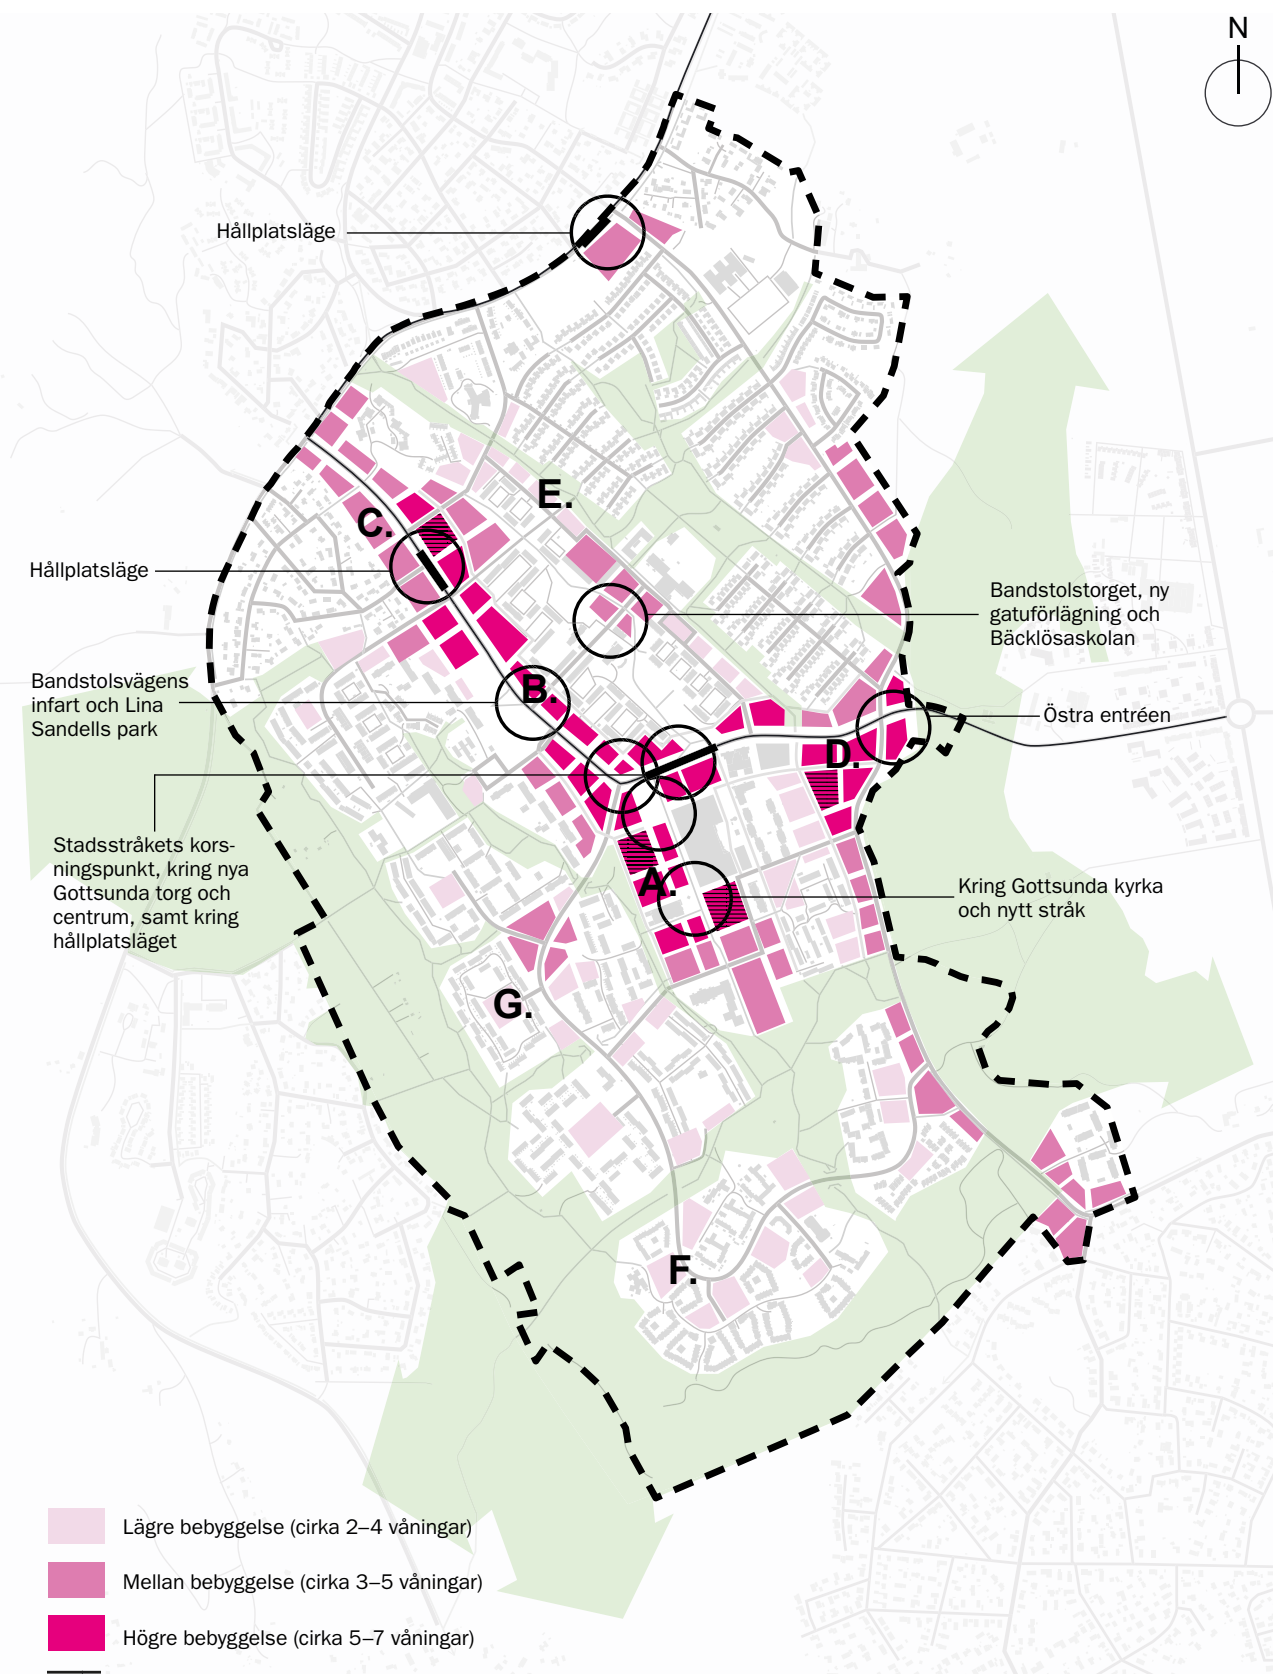 N
Hållplatsläge
E.
C.
Hållplatsläge
Bandstolstorget, ny
gatuförlägning och
Bäcklösaskolan
Bandstolsvägens
infart och Lina
Sandells park
B.
Östra entréen
D.
Stadsstråkets kors-
ningspunkt, kring nya
Gottsunda torg och
centrum, samt kring
hållplatsläget
A.
Kring Gottsunda kyrka
och nytt stråk
G.
F.
Lägre bebyggelse (cirka 2–4 våningar)
Mellan bebyggelse (cirka 3–5 våningar)
Högre bebyggelse (cirka 5–7 våningar)